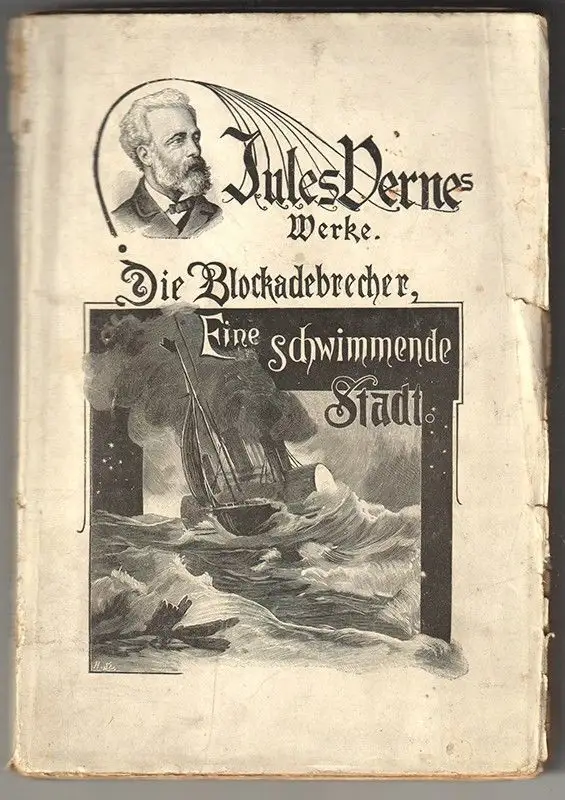 Jules Vernes
Werke.
Die Blockadebrecher,
Eine schwimmende
Stadt.